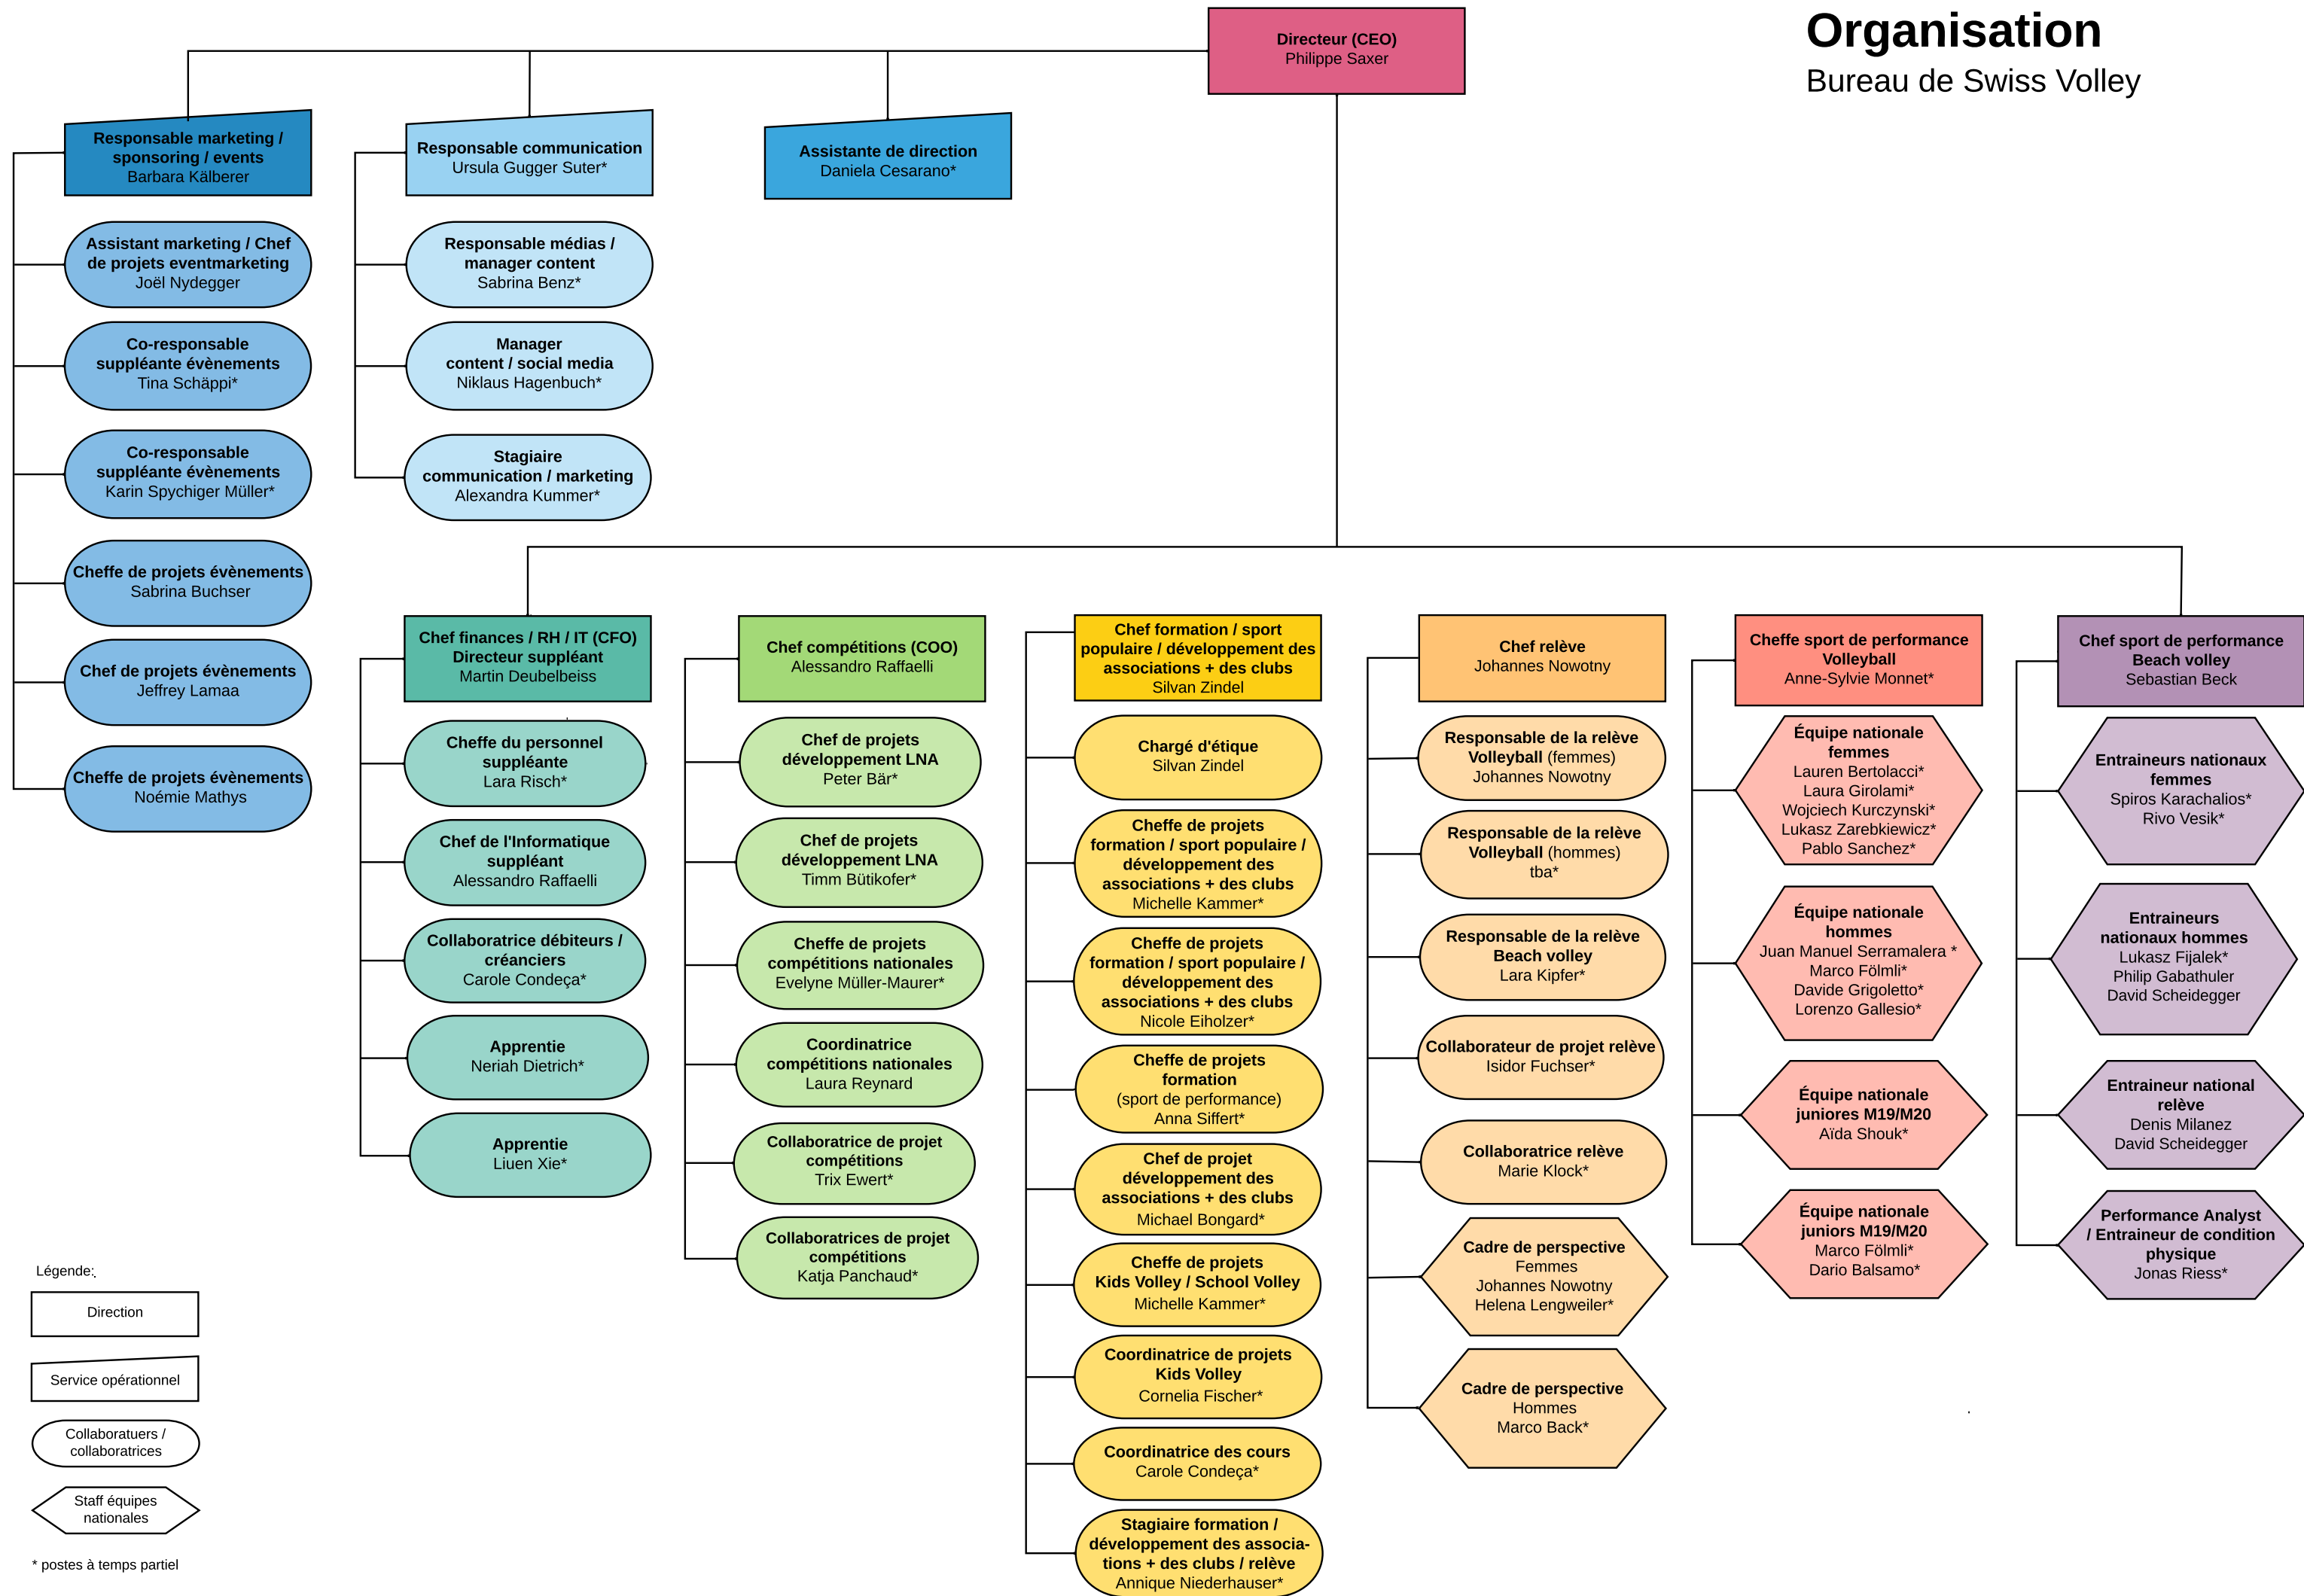 Organisation
Bureau de Swiss Volley
Directeur (CEO)
Philippe Saxer
Responsable marketing /
sponsoring / events
Barbara Kälberer
Assistant marketing / Chef
de projets eventmarketing
Joël Nydegger
Co-responsable
suppléante évènements
Tina Schäppi*
Co-responsable
suppléante évènements
Karin Spychiger Müller*
Cheffe de projets évènements
Sabrina Buchser
Chef de projets évènements
Jeffrey Lamaa
Cheffe de projets évènements
Noémie Mathys
Responsable communication
Ursula Gugger Suter*
Responsable médias /
manager content
Sabrina Benz*
Manager
content / social media
Niklaus Hagenbuch*
Stagiaire
communication / marketing
Alexandra Kummer*
Assistante de direction
Daniela Cesarano*
Chef finances / RH / IT (CFO)
Directeur suppléant
Martin Deubelbeiss
Cheffe du personnel
suppléante
Lara Risch*
Chef de l'Informatique
suppléant
Alessandro Raffaelli
Collaboratrice débiteurs /
créanciers
Carole Condeça*
Apprentie
Neriah Dietrich*
Apprentie
Liuen Xie*
Chef compétitions (COO)
Alessandro Raffaelli
Chef de projets
développement LNA
Peter Bär*
Chef de projets
développement LNA
Timm Bütikofer*
Cheffe de projets
compétitions nationales
Evelyne Müller-Maurer*
Coordinatrice
compétitions nationales
Laura Reynard
Collaboratrice de projet
compétitions
Trix Ewert*
Collaboratrices de projet
compétitions
Katja Panchaud*
Chef formation / sport
populaire / développement des
associations + des clubs
Silvan Zindel
Chargé d'étique
Silvan Zindel
Cheffe de projets
formation / sport populaire /
développement des
associations + des clubs
Michelle Kammer*
Cheffe de projets
formation / sport populaire /
développement des
associations + des clubs
Nicole Eiholzer*
Cheffe de projets
formation
(sport de performance)
Anna Siffert*
Chef de projet
développement des
associations + des clubs
Michael Bongard*
Cheffe de projets
Kids Volley / School Volley
Michelle Kammer*
Coordinatrice de projets
Kids Volley
Cornelia Fischer*
Coordinatrice des cours
Carole Condeça*
Stagiaire formation /
développement des associa-
tions + des clubs / relève
Annique Niederhauser*
Chef relève
Johannes Nowotny
Responsable de la relève
Volleyball (femmes)
Johannes Nowotny
Responsable de la relève
Volleyball (hommes)
tba*
Responsable de la relève
Beach volley
Lara Kipfer*
Collaborateur de projet relève
Isidor Fuchser*
Collaboratrice relève
Marie Klock*
Cadre de perspective
Femmes
Johannes Nowotny
Helena Lengweiler*
Cadre de perspective
Hommes
Marco Back*
Cheffe sport de performance
Volleyball
Anne-Sylvie Monnet*
Équipe nationale
femmes
Lauren Bertolacci*
Laura Girolami*
Wojciech Kurczynski*
Lukasz Zarebkiewicz*
Pablo Sanchez*
Équipe nationale
hommes
Juan Manuel Serramalera *
Marco Fölmli*
Davide Grigoletto*
Lorenzo Gallesio*
Équipe nationale
juniores M19/M20
Aïda Shouk*
Équipe nationale
juniors M19/M20
Marco Fölmli*
Dario Balsamo*
Chef sport de performance
Beach volley
Sebastian Beck
Entraineurs nationaux
femmes
Spiros Karachalios*
Rivo Vesik*
Entraineurs
nationaux hommes
Lukasz Fijalek*
Philip Gabathuler
David Scheidegger
Entraineur national
relève
Denis Milanez
David Scheidegger
Performance Analyst
/ Entraineur de condition
physique
Jonas Riess*
Légende:
Direction
Service opérationnel
Collaboratuers /
collaboratrices
Staff équipes
nationales
* postes à temps partiel